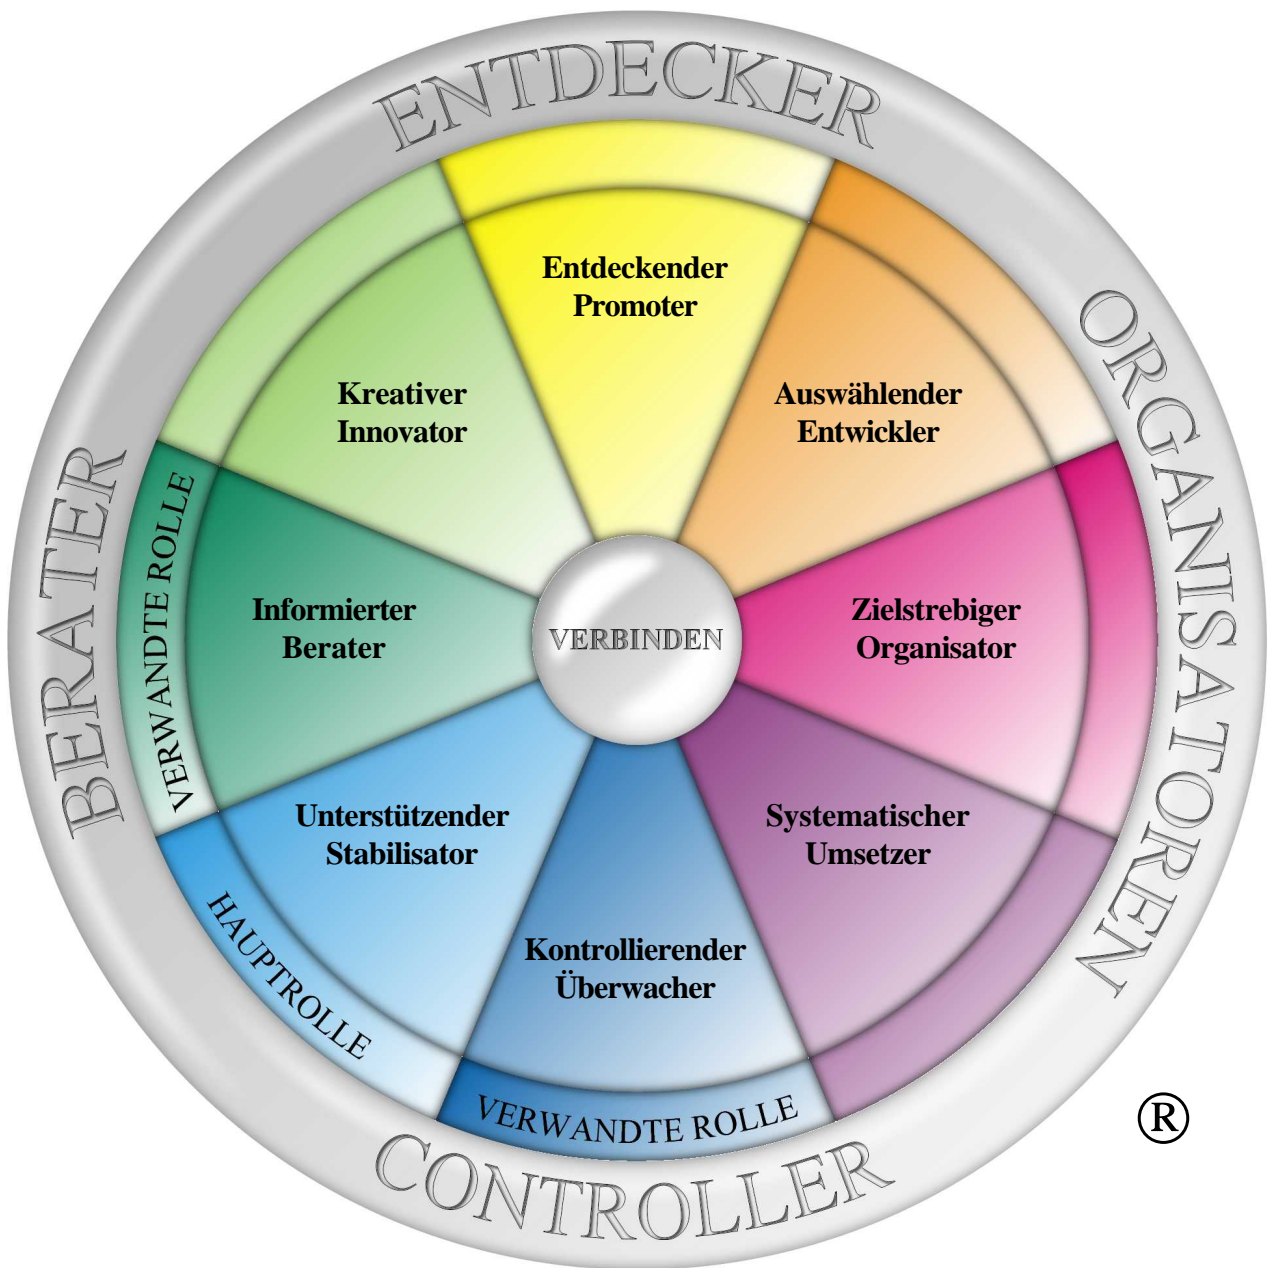 ENTDECKER
Entdeckender
Promoter
Kreativer
Innovator
Auswählender
Entwickler
ORGANISATOREN
BERATER
VERWANDTE ROLLE
Informierter
Berater
VERBINDEN
Zielstrebiger
Organisator
Unterstützender
Stabilisator
Systematischer
Umsetzer
HAUPTROLLE
Kontrollierender
Überwacher
VERWANDTE ROLLE
CONTROLLER
®